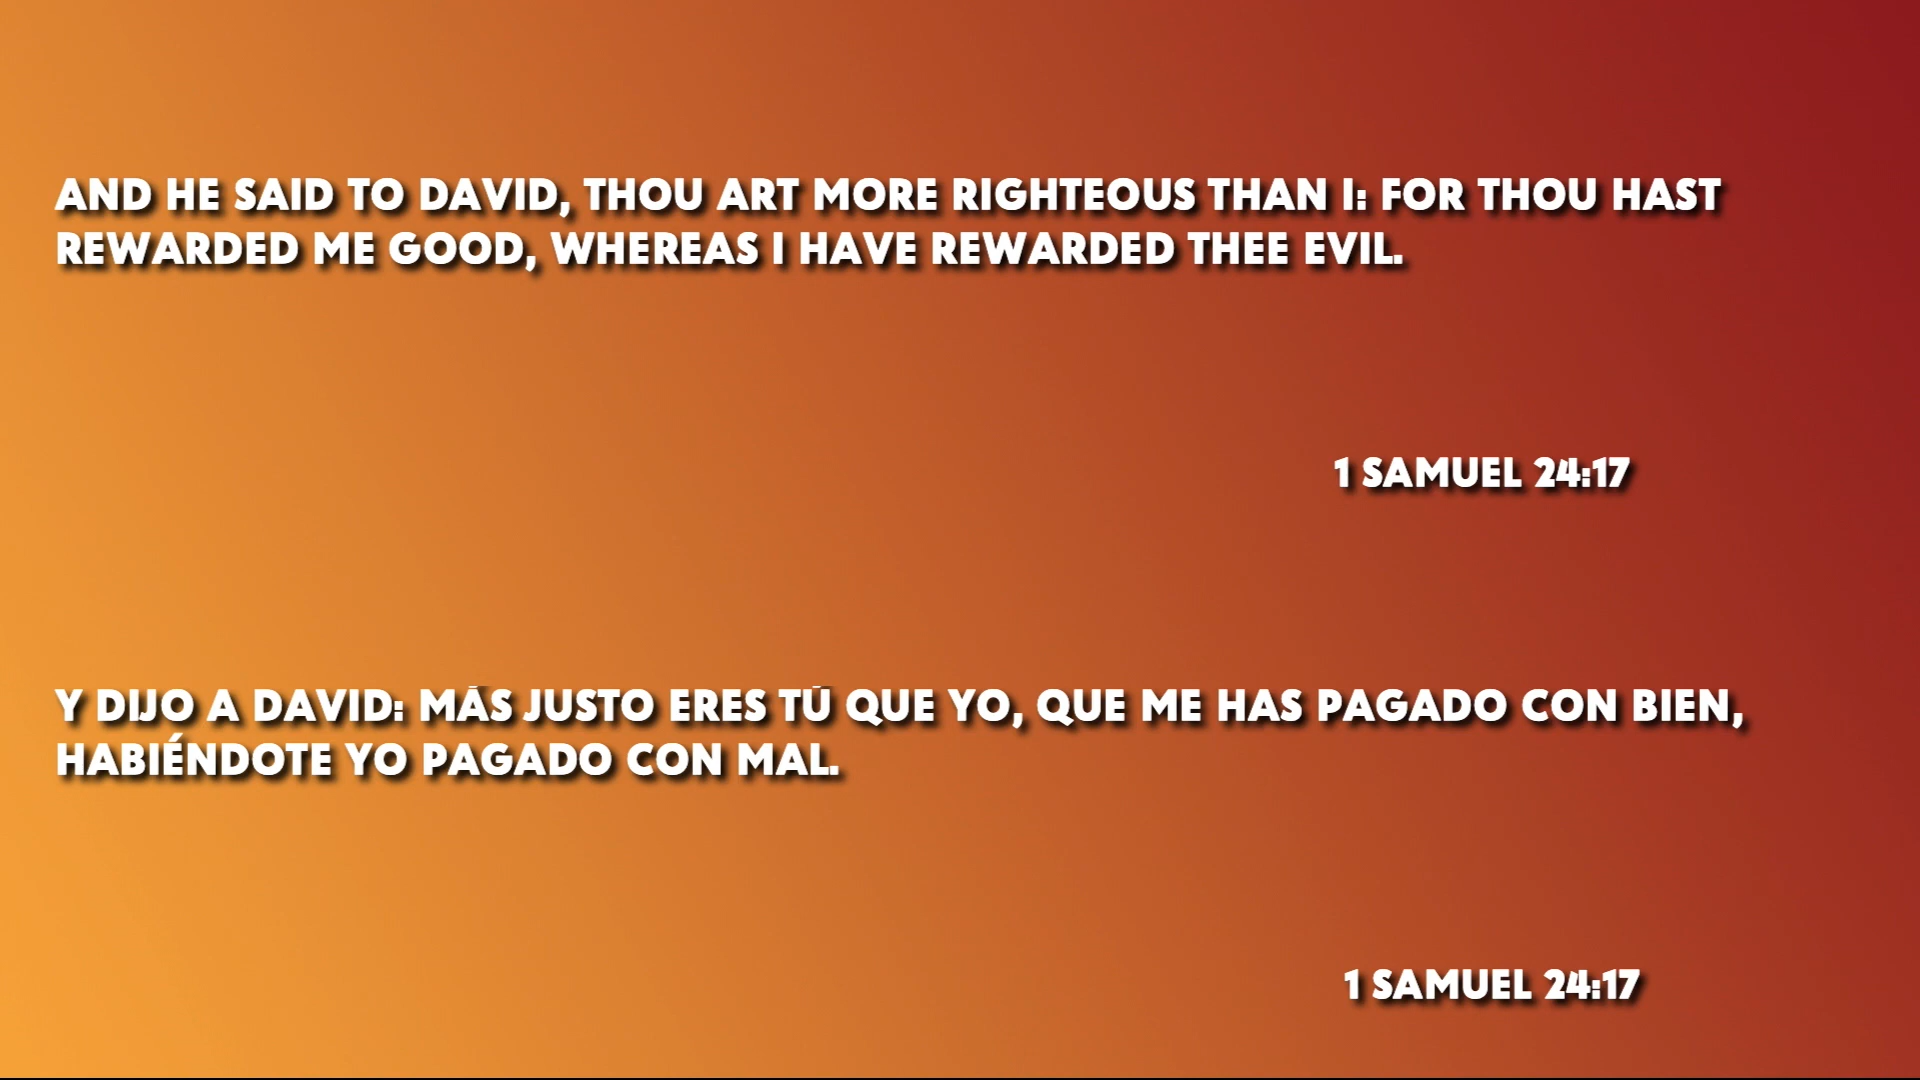 AND HE SAID TO DAVID, THOU ART MORE RIGHTEOUS THAN I: FOR THOU HAST
REWARDED ME GOOD, WHEREAS I HAVE REWARDED THEE EVIL.
1 SAMUEL 24:17
Y DIJO A DAVID: MÁS JUSTO ERES TÚ QUE YO, QUE ME HAS PAGADO CON BIEN,
HABIÉNDOTE YO PAGADO CON MAL.
1 SAMUEL 24:17